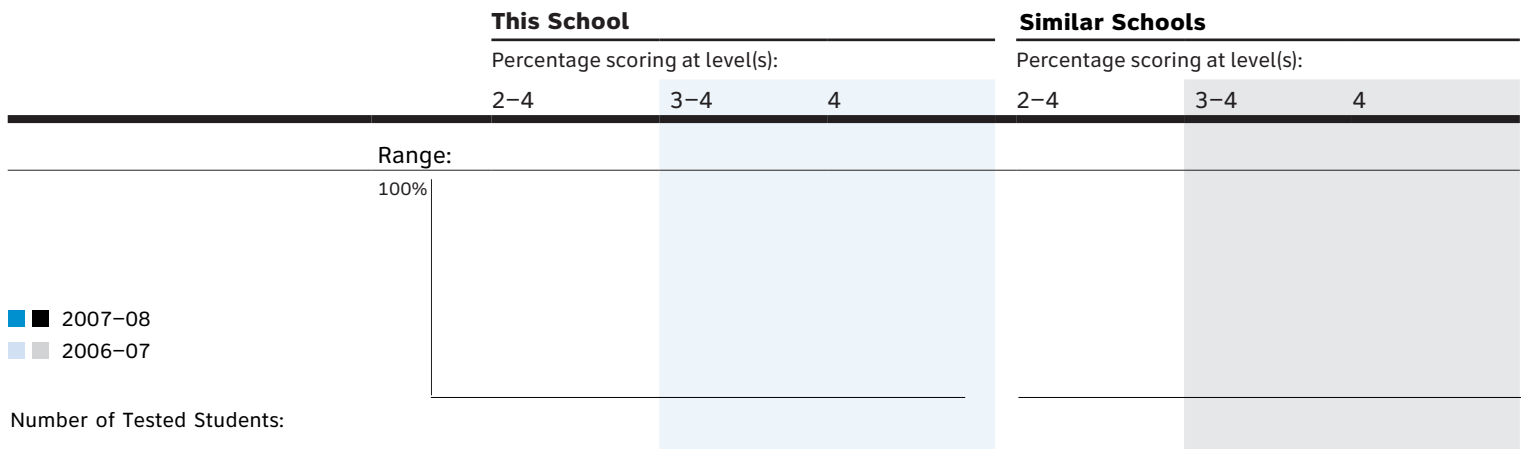 This School Similar Schools
Percentage scoring at level(s): Percentage scoring at level(s):
2–4 3–4 4 2–4 3–4 4
Range:
100%
2007–08
2006–07
Number of Tested Students: